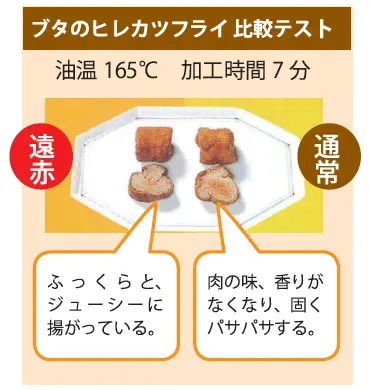 ブタのヒレカツフライ 比較テスト
油温 165℃　加工時間 7 分
遠赤
通常
ふっくらと、
ジューシーに
揚がっている。
肉の味、香りが
なくなり、固く
パサパサする。